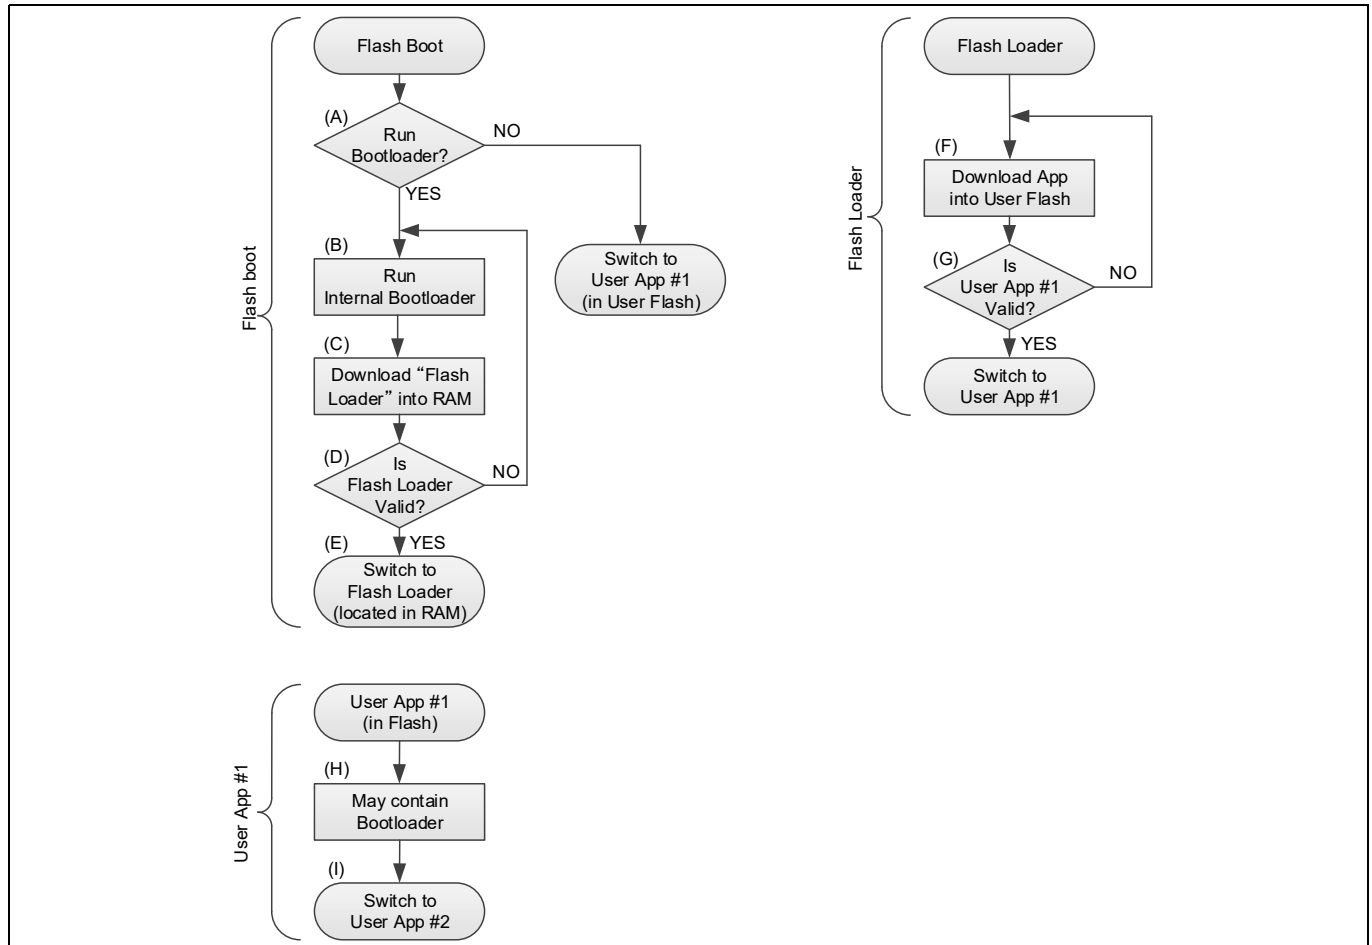 Flash boot
Flash Boot
(A)
Run
Bootloader?
NO
YES
Switch to
User App #1
(in User Flash)
(B)
Run
Internal Bootloader
(C)
Download “Flash
Loader” into RAM
(D)
Is
Flash Loader
Valid?
NO
YES
(E)
Switch to
Flash Loader
(located in RAM)
Flash Loader
Flash Loader
(F)
Download App
into User Flash
(G)
Is
User App #1
Valid?
NO
YES
Switch to
User App #1
User App #1
User App #1
(in Flash)
(H)
May contain
Bootloader
(I)
Switch to
User App #2